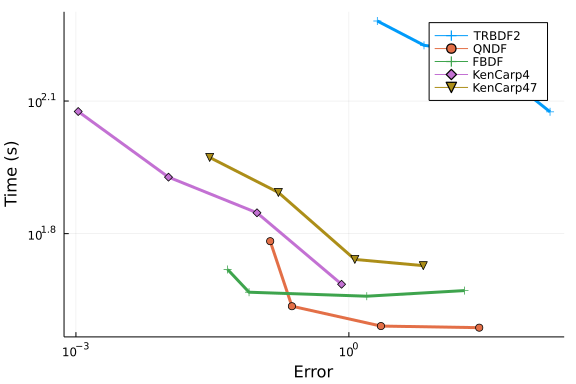 TRBDF2
QNDF
FBDF
KenCarp4
KenCarp47
10^2.1
10^1.8
Time (s)
10^-3
10^0
Error